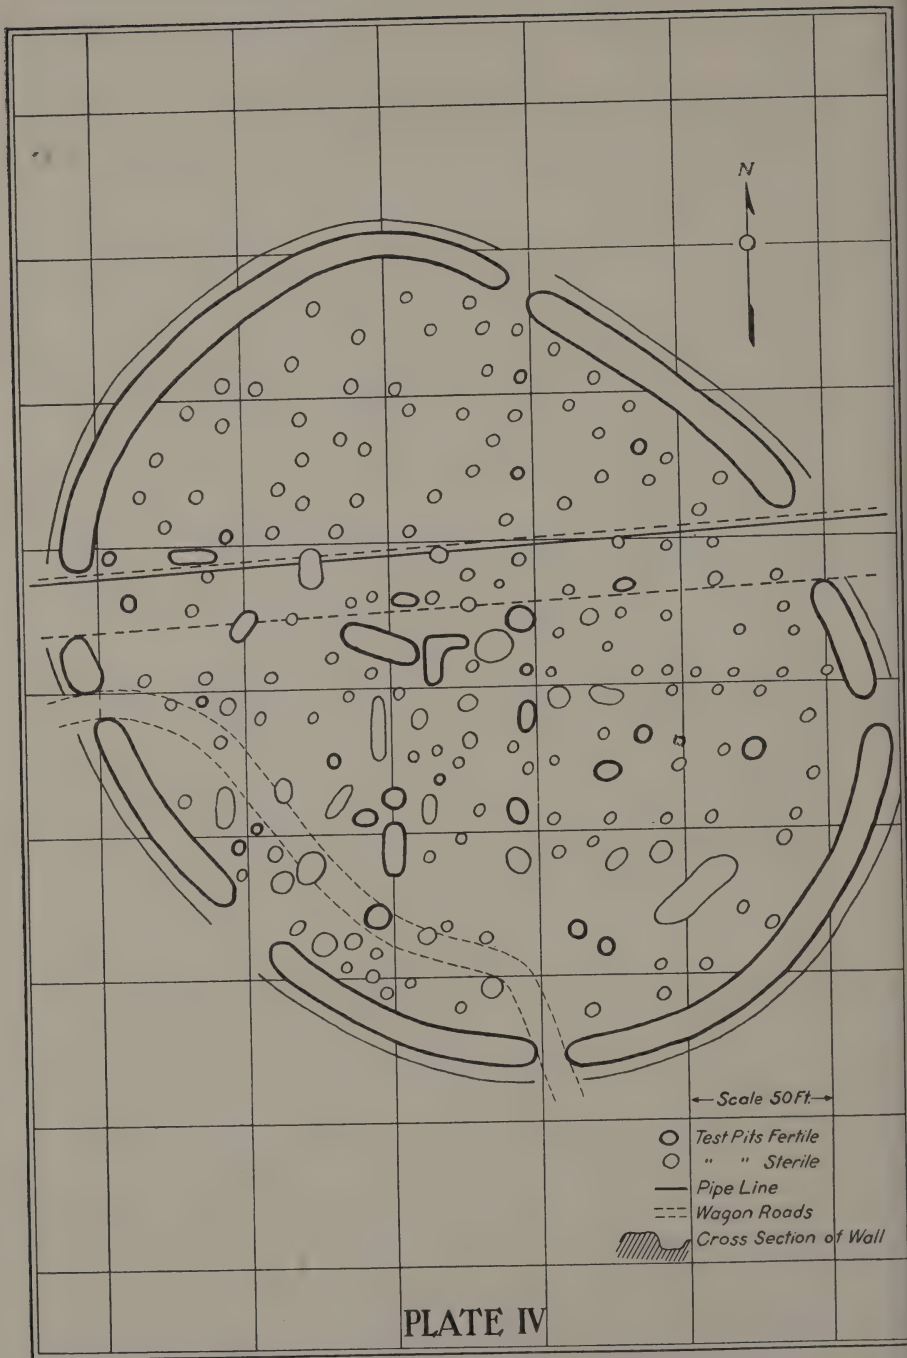 N
Scale 50 Ft.
Test Pits Fertile
" " Sterile
Pipe Line
Wagon Roads
Cross Section of Wall
PLATE IV